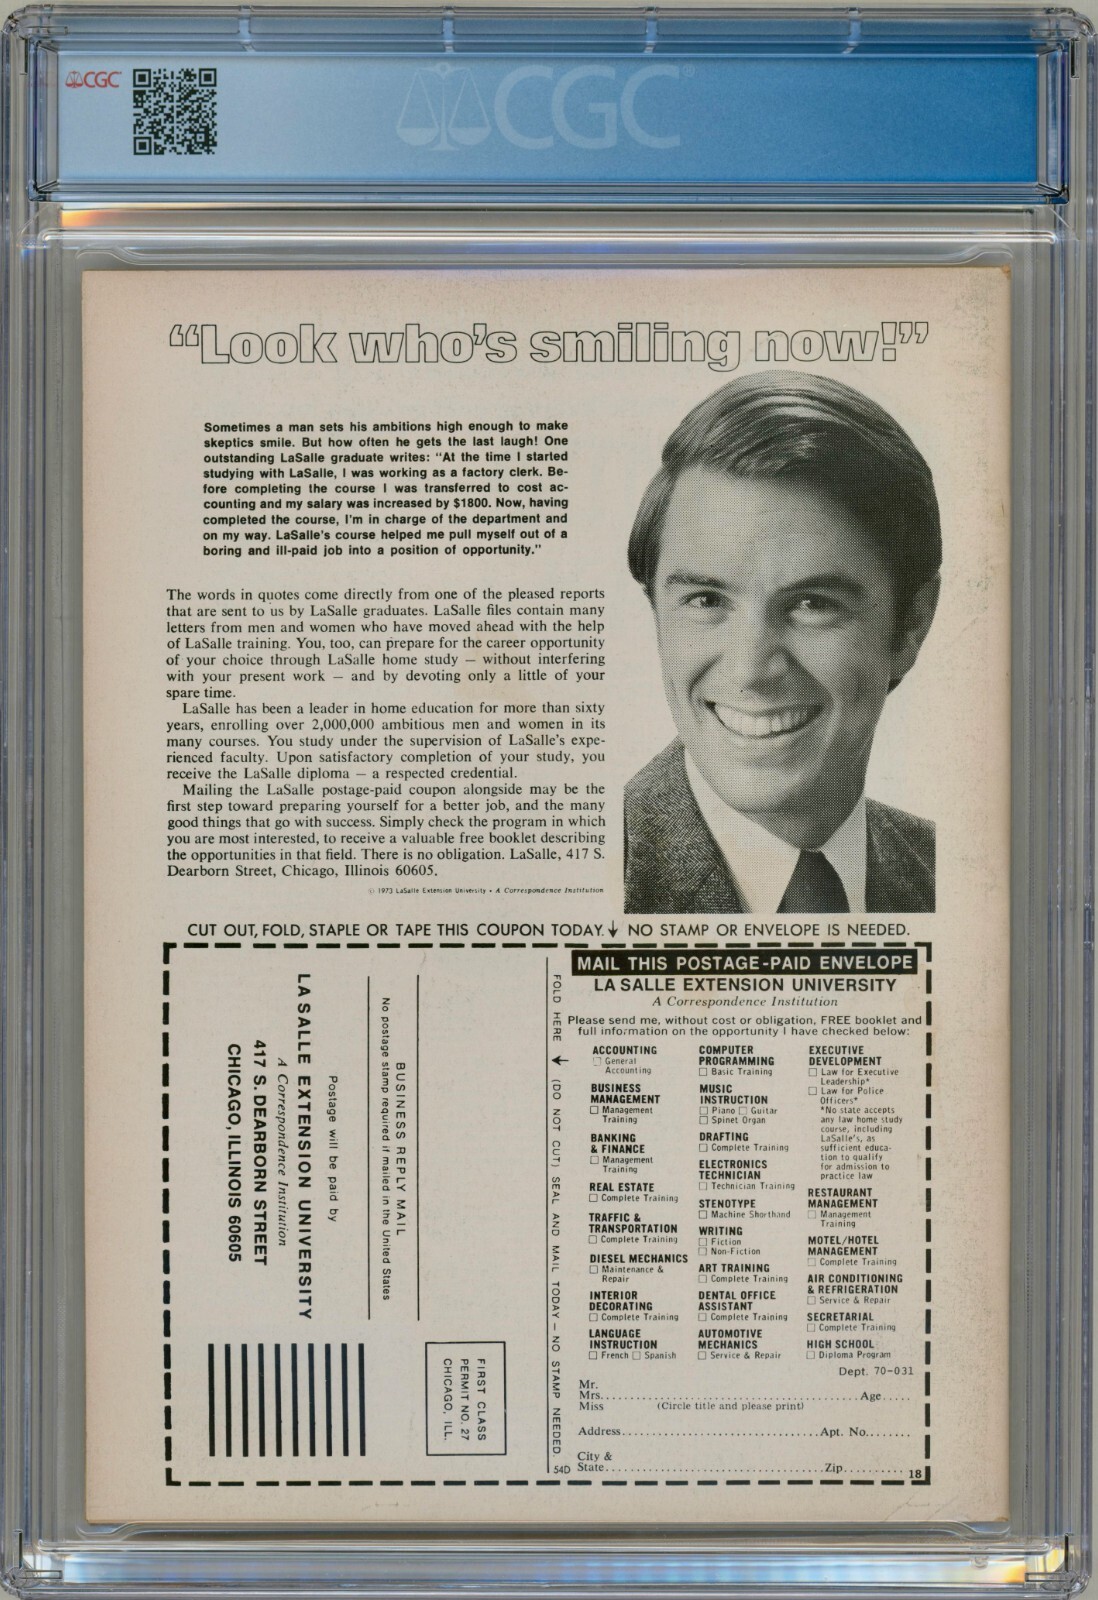 CGC
CGC
“Look who's smiling now!”
Sometimes a man sets his ambitions high enough to make
skeptics smile. But how often he gets the last laugh! One
outstanding LaSalle graduate writes: "At the time I started
studying with LaSalle, I was working as a factory clerk. Be-
fore completing the course I was transferred to cost ac-
counting and my salary was increased by $1800. Now, having
completed the course, I'm in charge of the department and
on my way. LaSalle's course helped me pull myself out of a
boring and ill-paid job into a position of opportunity."
The words in quotes come directly from one of the pleased reports
that are sent to us by LaSalle graduates. LaSalle files contain many
letters from men and women who have moved ahead with the help
of LaSalle training. You, too, can prepare for the career opportunity
of your choice through LaSalle home study — without interfering
with your present work — and by devoting only a little of your
spare time.
LaSalle has been a leader in home education for more than sixty
years, enrolling over 2,000,000 ambitious men and women in its
many courses. You study under the supervision of LaSalle's expe-
rienced faculty. Upon satisfactory completion of your study, you
receive the LaSalle diploma — a respected credential.
Mailing the LaSalle postage-paid coupon alongside may be the
first step toward preparing yourself for a better job, and the many
good things that go with success. Simply check the program in which
you are most interested, to receive a valuable free booklet describing
the opportunities in that field. There is no obligation. LaSalle, 417 S.
Dearborn Street, Chicago, Illinois 60605.
© 1973 LaSalle Extension University • A Correspondence Institution
CUT OUT, FOLD, STAPLE OR TAPE THIS COUPON TODAY. ↓ NO STAMP OR ENVELOPE IS NEEDED.
FIRST CLASS
PERMIT NO. 27
CHICAGO, ILL.
BUSINESS REPLY MAIL
No postage stamp required if mailed in the United States
Postage will be paid by
LA SALLE EXTENSION UNIVERSITY
A Correspondence Institution
417 S. DEARBORN STREET
CHICAGO, ILLINOIS 60605
FOLD HERE → (DO NOT CUT) SEAL AND MAIL TODAY — NO STAMP NEEDED.
54D
MAIL THIS POSTAGE-PAID ENVELOPE
LA SALLE EXTENSION UNIVERSITY
A Correspondence Institution
Please send me, without cost or obligation, FREE booklet and
full information on the opportunity I have checked below:
ACCOUNTING
☐ General
Accounting
BUSINESS
MANAGEMENT
☐ Management
Training
BANKING
& FINANCE
☐ Management
Training
REAL ESTATE
☐ Complete Training
TRAFFIC &
TRANSPORTATION
☐ Complete Training
DIESEL MECHANICS
☐ Maintenance &
Repair
INTERIOR
DECORATING
☐ Complete Training
LANGUAGE
INSTRUCTION
☐ French ☐ Spanish
COMPUTER
PROGRAMMING
☐ Basic Training
MUSIC
INSTRUCTION
☐ Piano ☐ Guitar
☐ Spinet Organ
DRAFTING
☐ Complete Training
ELECTRONICS
TECHNICIAN
☐ Technician Training
STENOTYPE
☐ Machine Shorthand
WRITING
☐ Fiction
☐ Non-Fiction
ART TRAINING
☐ Complete Training
DENTAL OFFICE
ASSISTANT
☐ Complete Training
AUTOMOTIVE
MECHANICS
☐ Service & Repair
EXECUTIVE
DEVELOPMENT
☐ Law for Executive
Leadership*
☐ Law for Police
Officers*
*No state accepts
any law home study
course, including
LaSalle's, as
sufficient educa-
tion to qualify
for admission to
practice law
RESTAURANT
MANAGEMENT
☐ Management
Training
MOTEL/HOTEL
MANAGEMENT
☐ Complete Training
AIR CONDITIONING
& REFRIGERATION
☐ Service & Repair
SECRETARIAL
☐ Complete Training
HIGH SCHOOL
☐ Diploma Program
Dept. 70-031
Mr.
Mrs. Age
Miss (Circle title and please print)
Address Apt. No.
City &
State Zip
18